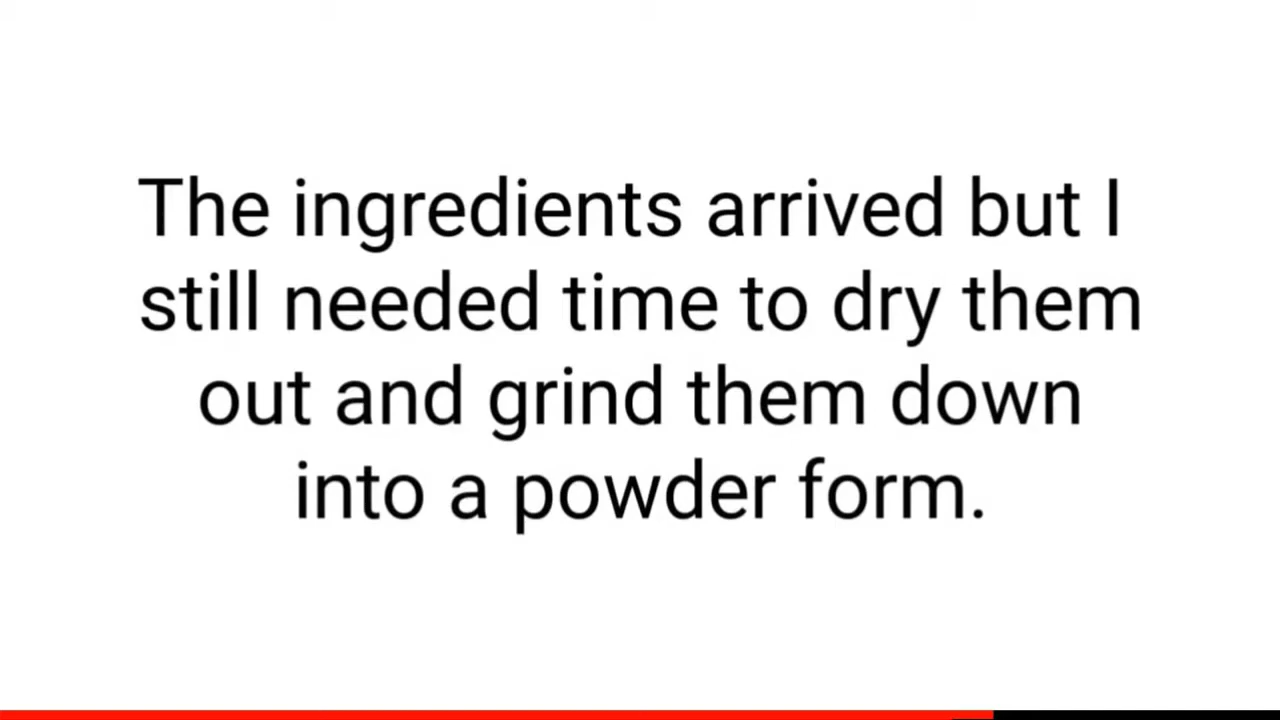 The ingredients arrived but I
still needed time to dry them
out and grind them down
into a powder form.